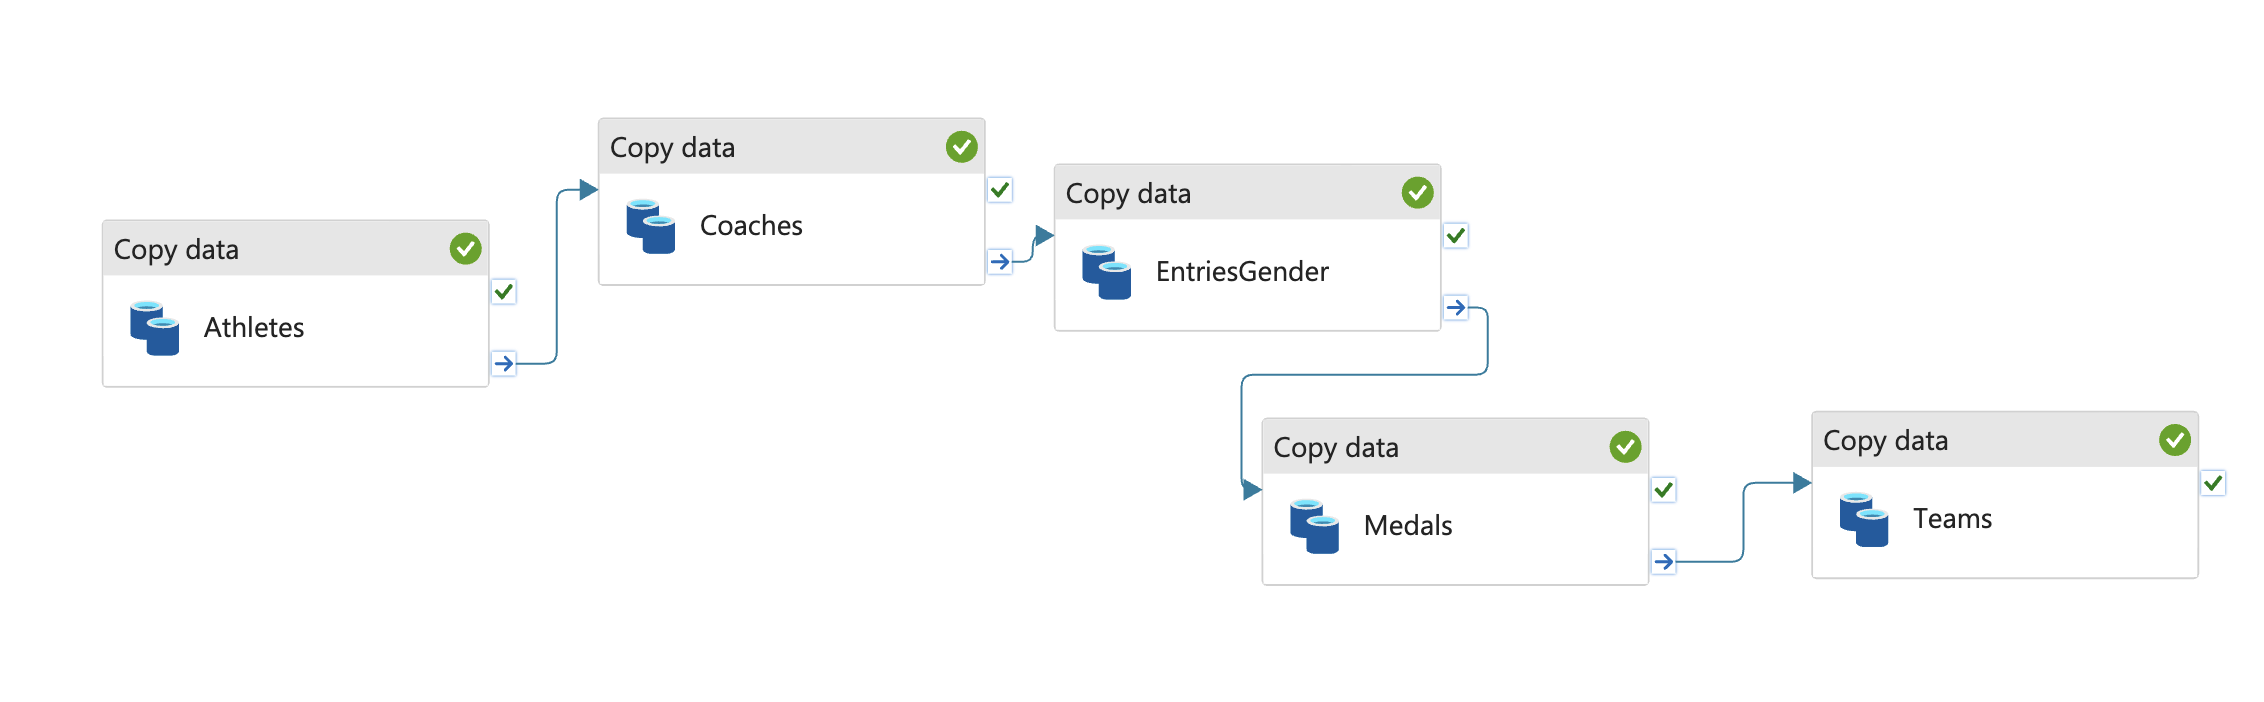 Copy data
Athletes
Copy data
Coaches
Copy data
EntriesGender
Copy data
Medals
Copy data
Teams